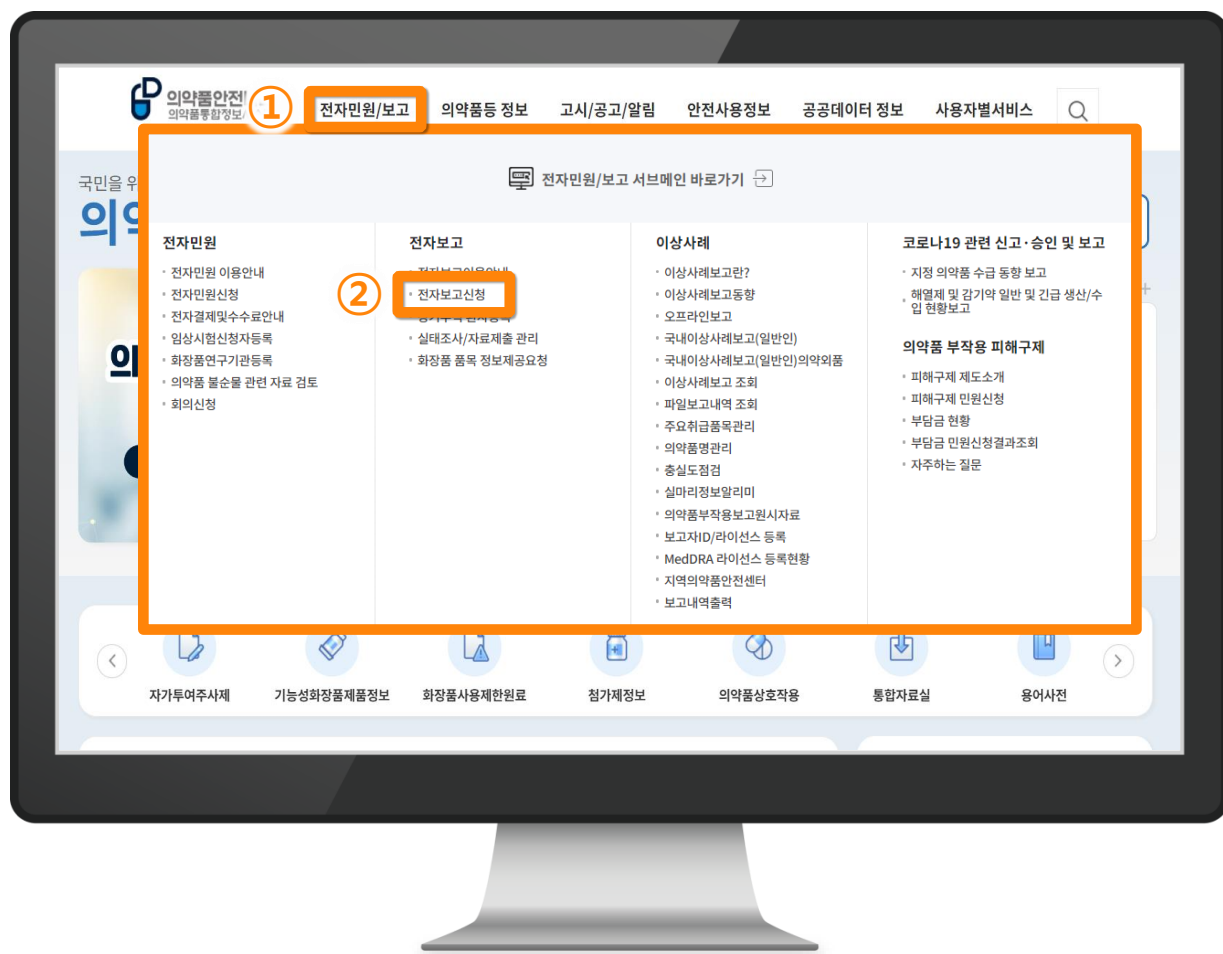 의약품안전
의약품통합정보
① 전자민원/보고 의약품등 정보 고시/공고/알림 안전사용정보 공공데이터 정보 사용자별서비스
전자민원/보고 서브메인 바로가기
국민을 위
의약
전자민원
전자민원 이용안내
전자민원신청
전자결제및수수료안내
임상시험신청자등록
화장품연구기관등록
의약품 불순물 관련 자료 검토
회의신청
전자보고
전자보고이용안내
② 전자보고신청
실태조사/자료제출 관리
화장품 품목 정보제공요청
이상사례
이상사례보고란?
이상사례보고동향
오프라인보고
국내이상사례보고(일반인)
국내이상사례보고(일반인)의약외품
이상사례보고 조회
파일보고내역 조회
주요취급품목관리
의약품명관리
충실도점검
실마리정보알리미
의약품부작용보고원시자료
보고자ID/라이선스 등록
MedDRA 라이선스 등록현황
지역의약품안전센터
보고내역출력
코로나19 관련 신고·승인 및 보고
지정 의약품 수급 동향 보고
해열제 및 감기약 일반 및 긴급 생산/수
입 현황보고
의약품 부작용 피해구제
피해구제 제도소개
피해구제 민원신청
부담금 현황
부담금 민원신청결과조회
자주하는 질문
자가투여주사제 기능성화장품제품정보 화장품사용제한원료 첨가제정보 의약품상호작용 통합자료실 용어사전